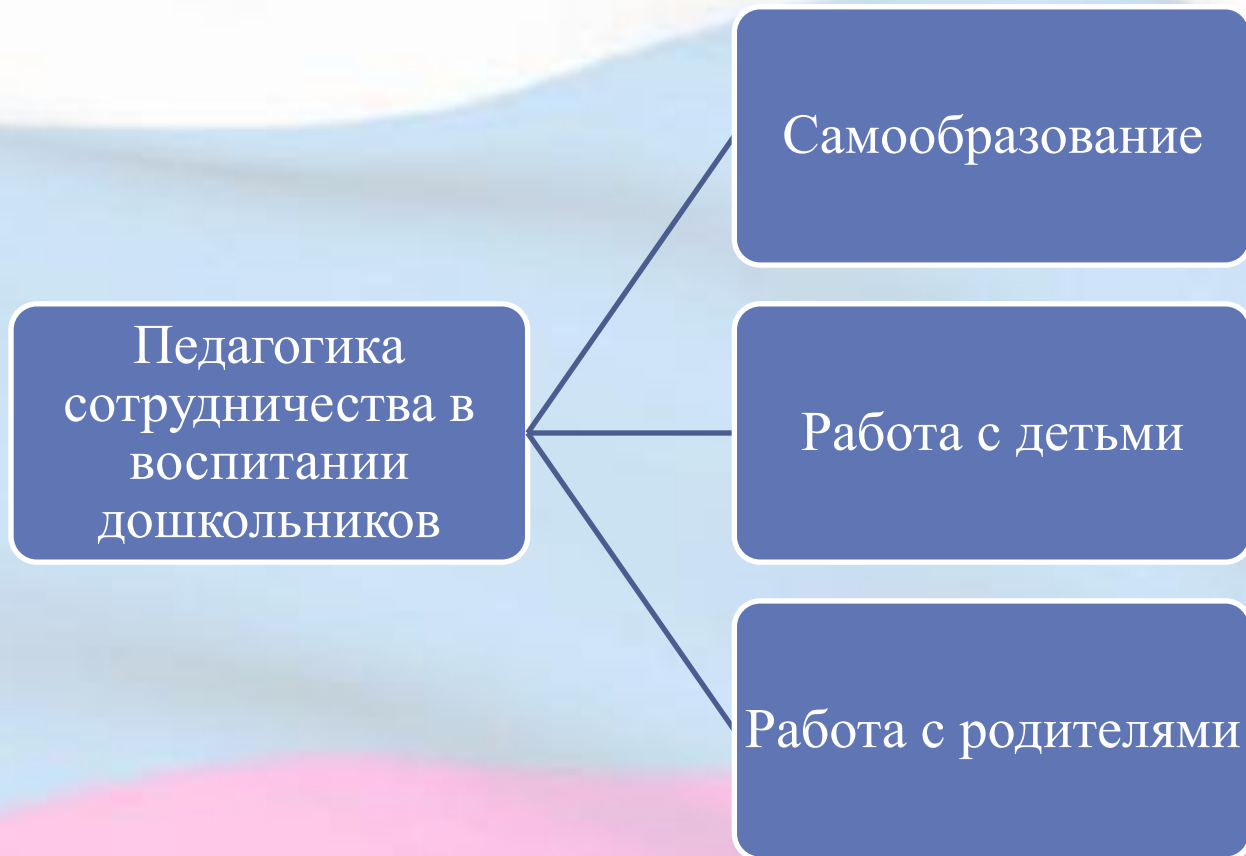 Самообразование
Педагогика
сотрудничества в
воспитании
дошкольников
Работа с детьми
Работа с родителями